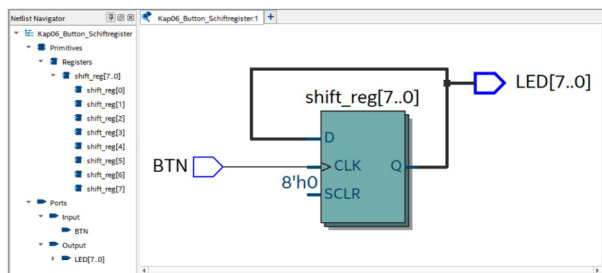 Netlist Navigator
Kap06_Button_Schiftregister:1
Kap06_Button_Schiftregister
Primitives
Registers
shift_reg[7..0]
shift_reg[0]
shift_reg[1]
shift_reg[2]
shift_reg[3]
shift_reg[4]
shift_reg[5]
shift_reg[6]
shift_reg[7]
Ports
Input
BTN
Output
LED[7..0]
shift_reg[7..0]
LED[7..0]
D
BTN
CLK
Q
8'h0
SCLR